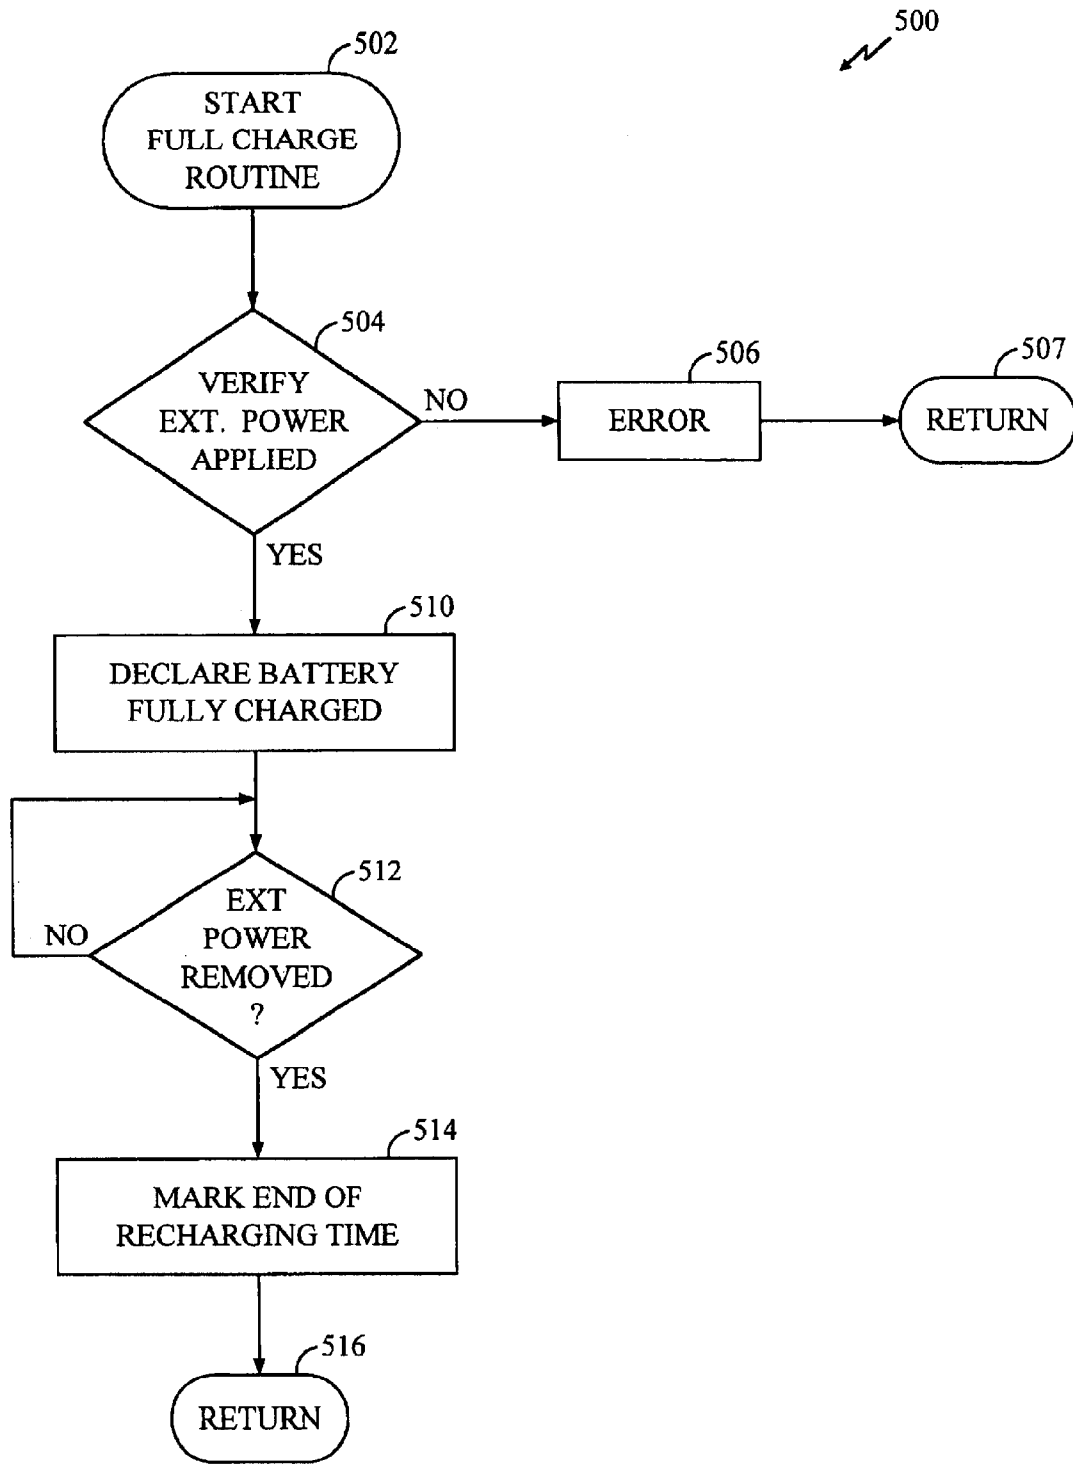 500
502
START
FULL CHARGE
ROUTINE
504
VERIFY
EXT. POWER
APPLIED
NO
506
ERROR
507
RETURN
YES
510
DECLARE BATTERY
FULLY CHARGED
512
EXT
POWER
REMOVED
?
NO
YES
514
MARK END OF
RECHARGING TIME
516
RETURN